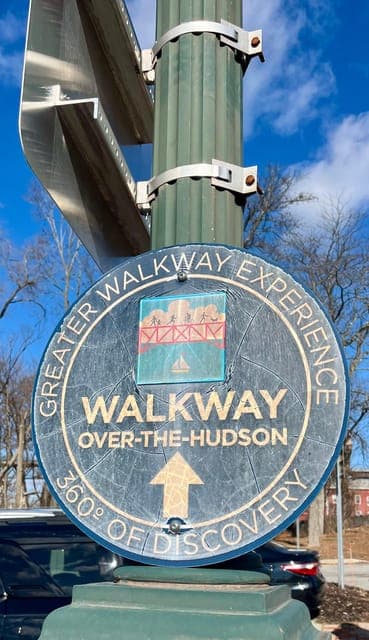 GREATER WALKWAY EXPERIENCE
WALKWAY
OVER-THE-HUDSON
360° OF DISCOVERY